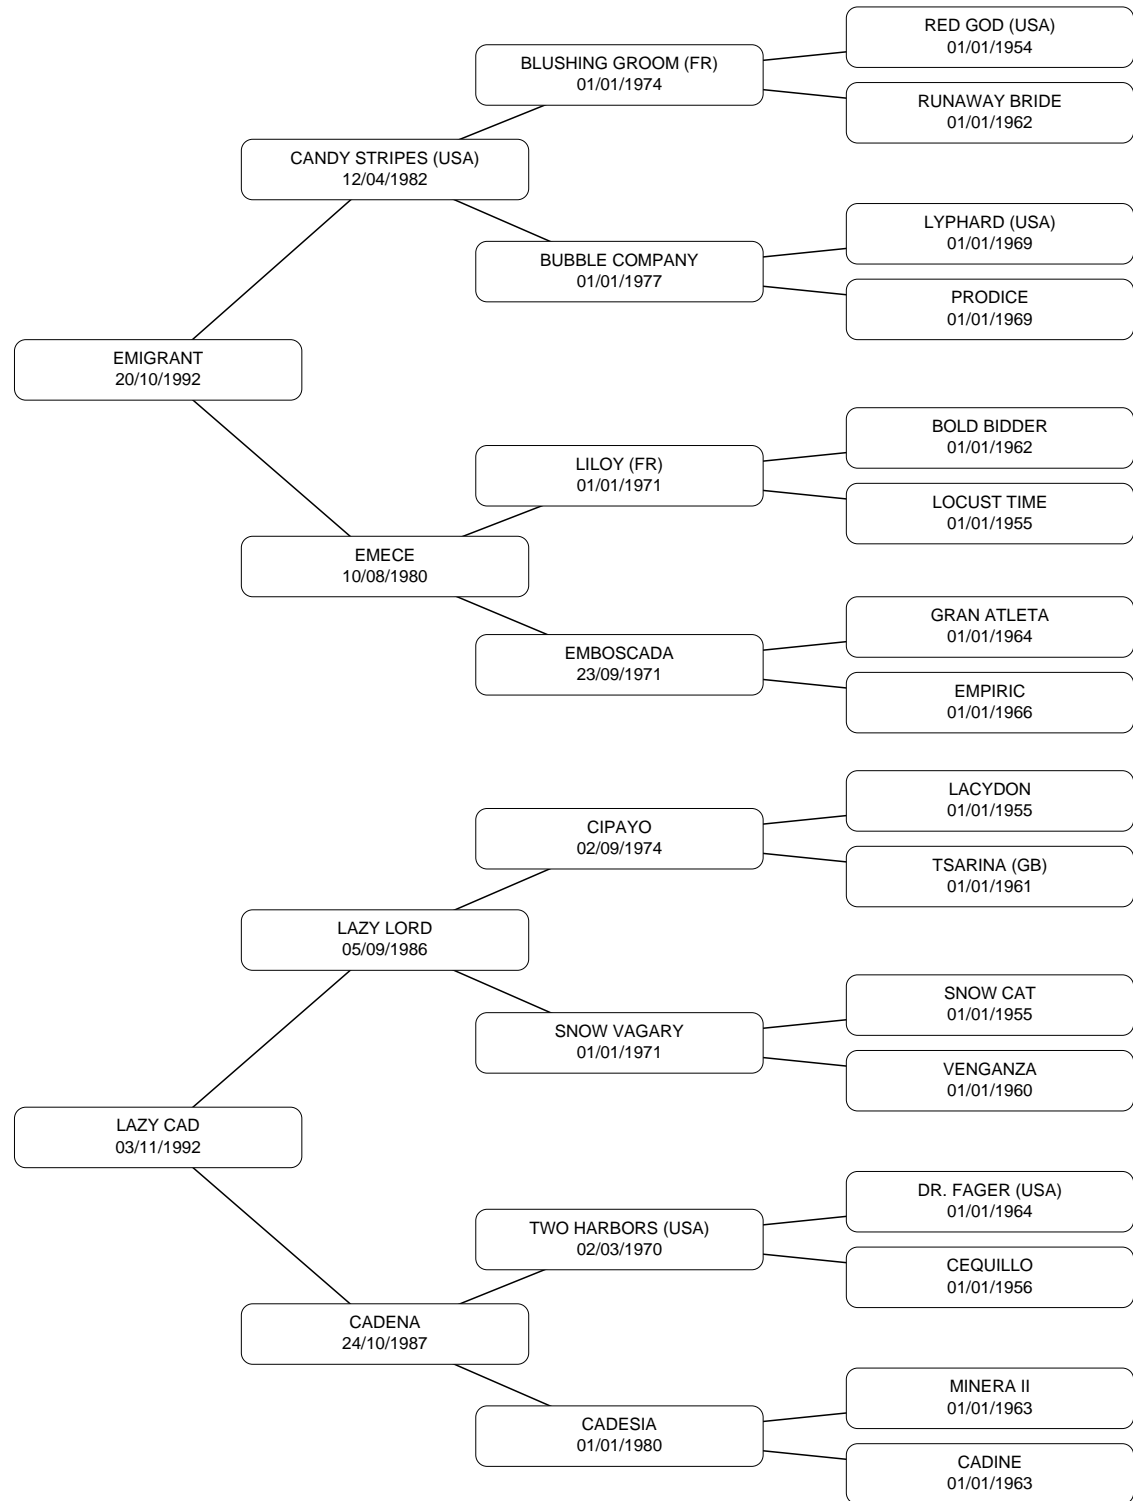 RED GOD (USA)
01/01/1954
BLUSHING GROOM (FR)
01/01/1974
RUNAWAY BRIDE
01/01/1962
CANDY STRIPES (USA)
12/04/1982
LYPHARD (USA)
01/01/1969
BUBBLE COMPANY
01/01/1977
PRODICE
01/01/1969
EMIGRANT
20/10/1992
BOLD BIDDER
01/01/1962
LILOY (FR)
01/01/1971
LOCUST TIME
01/01/1955
EMECE
10/08/1980
GRAN ATLETA
01/01/1964
EMBOSCADA
23/09/1971
EMPIRIC
01/01/1966
LACYDON
01/01/1955
CIPAYO
02/09/1974
TSARINA (GB)
01/01/1961
LAZY LORD
05/09/1986
SNOW CAT
01/01/1955
SNOW VAGARY
01/01/1971
VENGANZA
01/01/1960
LAZY CAD
03/11/1992
DR. FAGER (USA)
01/01/1964
TWO HARBORS (USA)
02/03/1970
CEQUILLO
01/01/1956
CADENA
24/10/1987
MINERA II
01/01/1963
CADESIA
01/01/1980
CADINE
01/01/1963